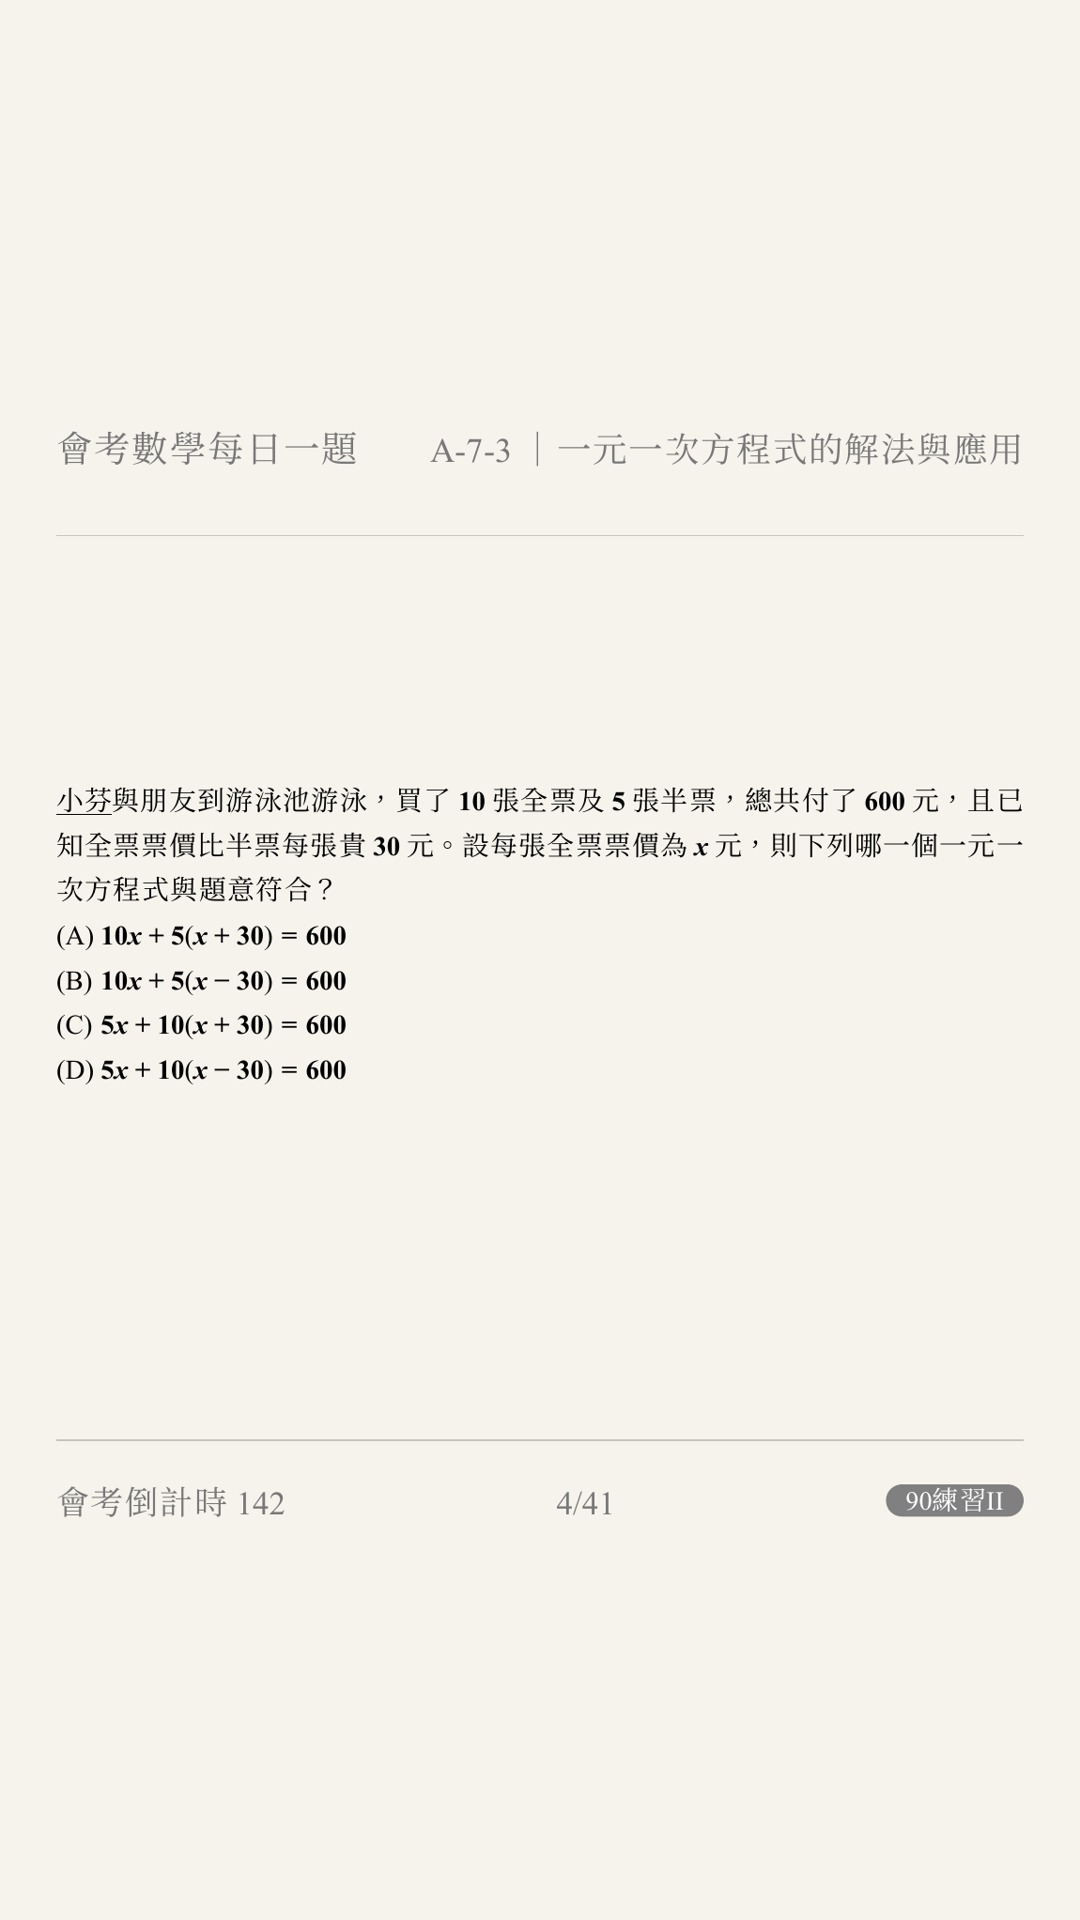 會考數學每日一題
A-7-3｜一元一次方程式的解法與應用
小芬與朋友到游泳池游泳，買了 10 張全票及 5 張半票，總共付了 600 元，且已
知全票票價比半票每張貴 30 元。設每張全票票價為 x 元，則下列哪一個一元一
次方程式與題意符合？
(A) 10x + 5(x + 30) = 600
(B) 10x + 5(x − 30) = 600
(C) 5x + 10(x + 30) = 600
(D) 5x + 10(x − 30) = 600
會考倒計時 142
4/41
90練習II